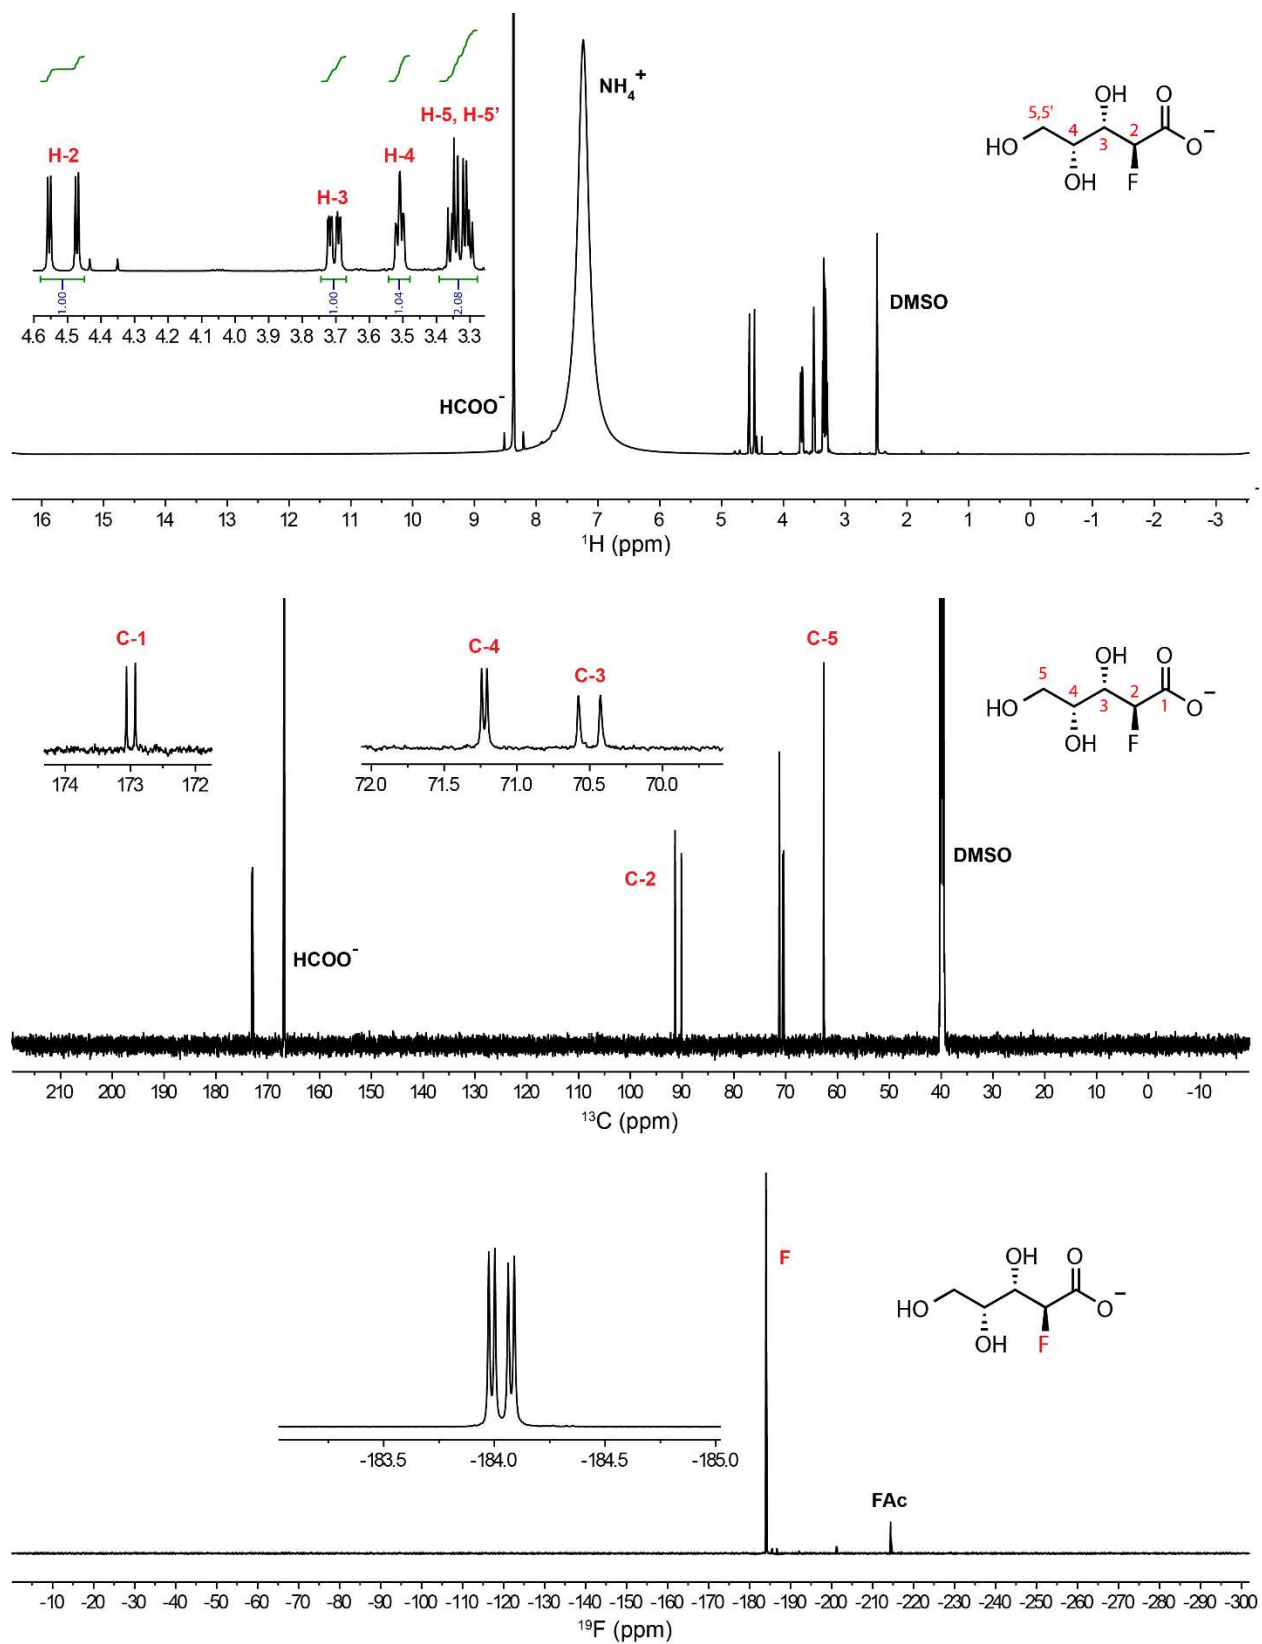 NH4+
H-5, H-5’
H-2
H-4
H-3
1.00
1.00
1.04
2.08
4.6 4.5 4.4 4.3 4.2 4.1 4.0 3.9 3.8 3.7 3.6 3.5 3.4 3.3
HCOO−
DMSO
OH O
5,5'
4 2
HO 3 O−
OH F
16 15 14 13 12 11 10 9 8 7 6 5 4 3 2 1 0 -1 -2 -3
1H (ppm)
C-1
C-4
C-3
C-5
174 173 172
72.0 71.5 71.0 70.5 70.0
OH O
5
4 2
HO 3 1 O−
OH F
C-2
DMSO
HCOO−
210 200 190 180 170 160 150 140 130 120 110 100 90 80 70 60 50 40 30 20 10 0 -10
13C (ppm)
F
OH O
HO O−
OH F
-183.5 -184.0 -184.5 -185.0
FAc
-10 -20 -30 -40 -50 -60 -70 -80 -90 -100 -110 -120 -130 -140 -150 -160 -170 -180 -190 -200 -210 -220 -230 -240 -250 -260 -270 -280 -290 -300
19F (ppm)